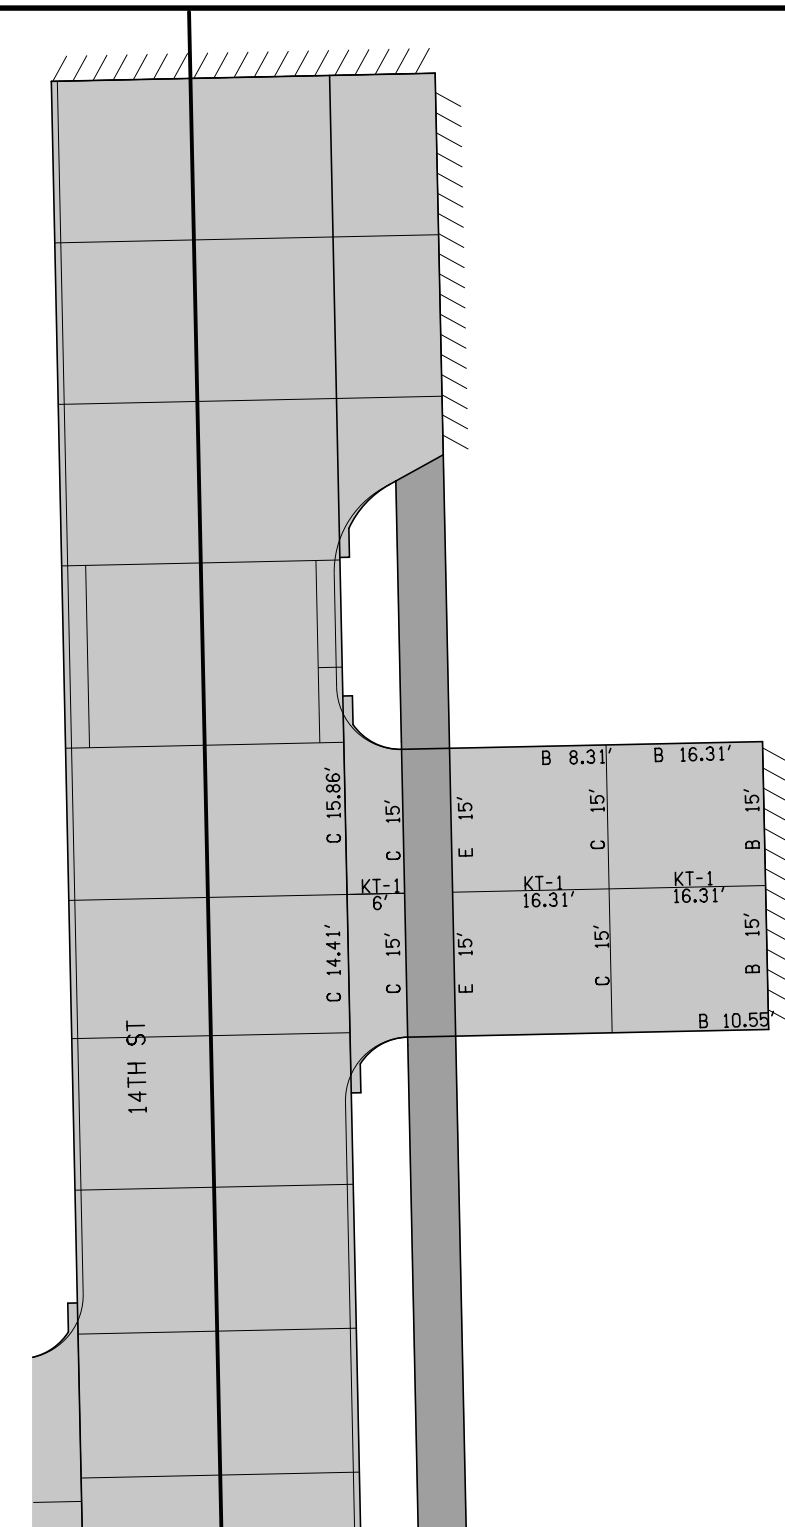 B 8.31′
B 16.31′
C 15.86′
C 15′
E 15′
C 15′
B 15′
KT-1
6′
KT-1
16.31′
KT-1
16.31′
C 14.41′
C 15′
E 15′
C 15′
B 15′
B 10.55′
14TH ST